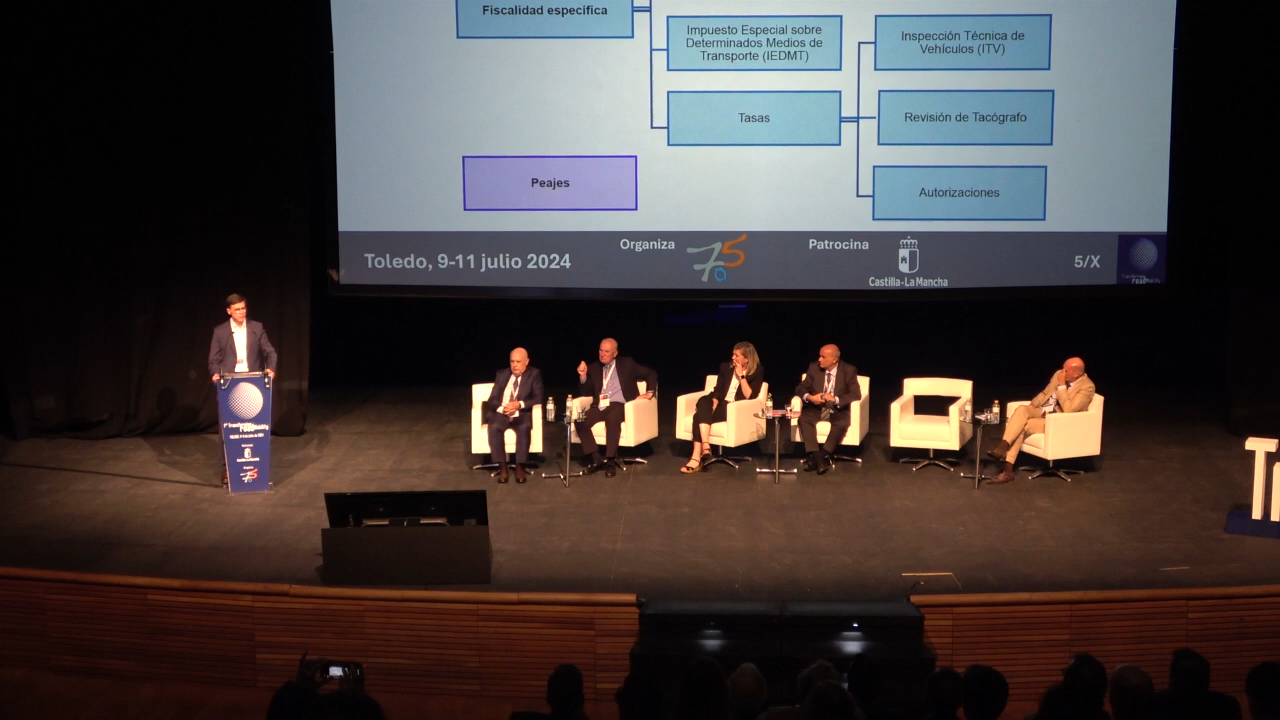 Fiscalidad específica
Impuesto Especial sobre
Determinados Medios de
Transporte (IEDMT)
Inspección Técnica de
Vehículos (ITV)
Tasas
Revisión de Tacógrafo
Peajes
Autorizaciones
Toledo, 9-11 julio 2024
Organiza
75
Patrocina
Castilla-La Mancha
5/X